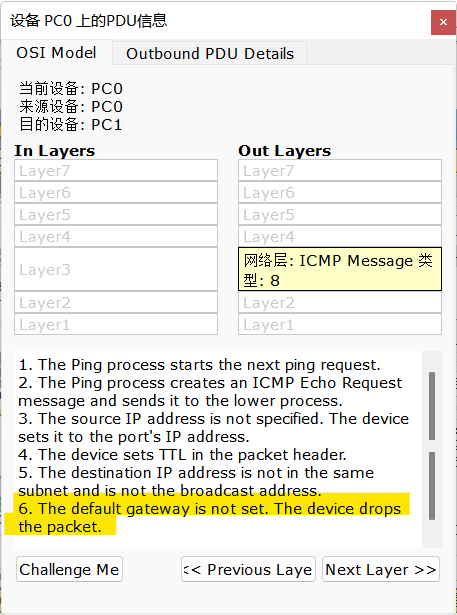 设备 PC0 上的PDU信息
×
OSI Model
Outbound PDU Details
当前设备: PC0
来源设备: PC0
目的设备: PC1
In Layers
Layer7
Layer6
Layer5
Layer4
Layer3
Layer2
Layer1
Out Layers
Layer7
Layer6
Layer5
Layer4
网络层: ICMP Message 类
型: 8
Layer2
Layer1
1. The Ping process starts the next ping request.
2. The Ping process creates an ICMP Echo Request
message and sends it to the lower process.
3. The source IP address is not specified. The device
sets it to the port's IP address.
4. The device sets TTL in the packet header.
5. The destination IP address is not in the same
subnet and is not the broadcast address.
6. The default gateway is not set. The device drops
the packet.
Challenge Me
<< Previous Laye
Next Layer >>